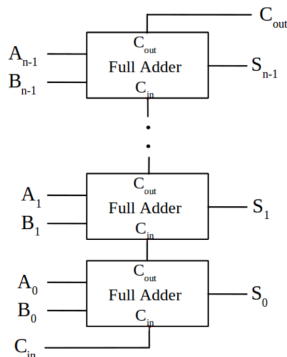 C_out
A_n-1
C_out
B_n-1
Full Adder
S_n-1
C_in
A_1
C_out
B_1
Full Adder
S_1
C_in
A_0
C_out
B_0
Full Adder
S_0
C_in
C_in